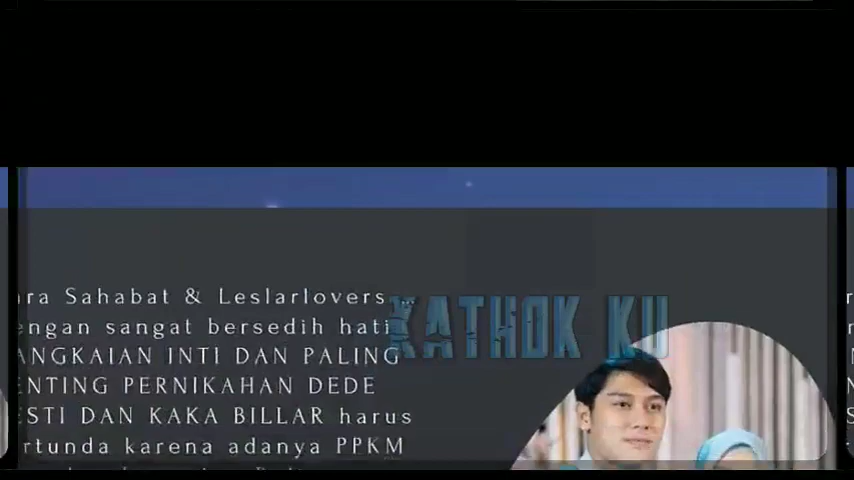 ra Sahabat & Leslarlovers...
engan sangat bersedih hati
ANGKAIAN INTI DAN PALING
ENTING PERNIKAHAN DEDE
ESTI DAN KAKA BILLAR harus
rtunda karena adanya PPKM
KATHOK KU